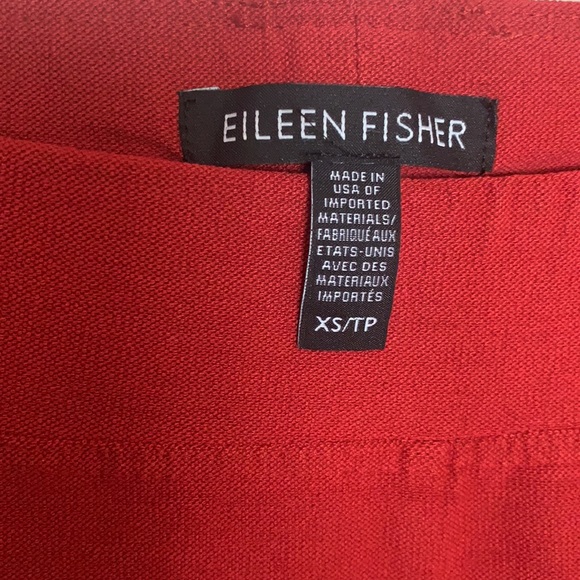 EILEEN FISHER
MADE IN
USA OF
IMPORTED
MATERIALS/
FABRIQUÉ AUX
ETATS-UNIS
AVEC DES
MATERIAUX
IMPORTÉS
XS/TP